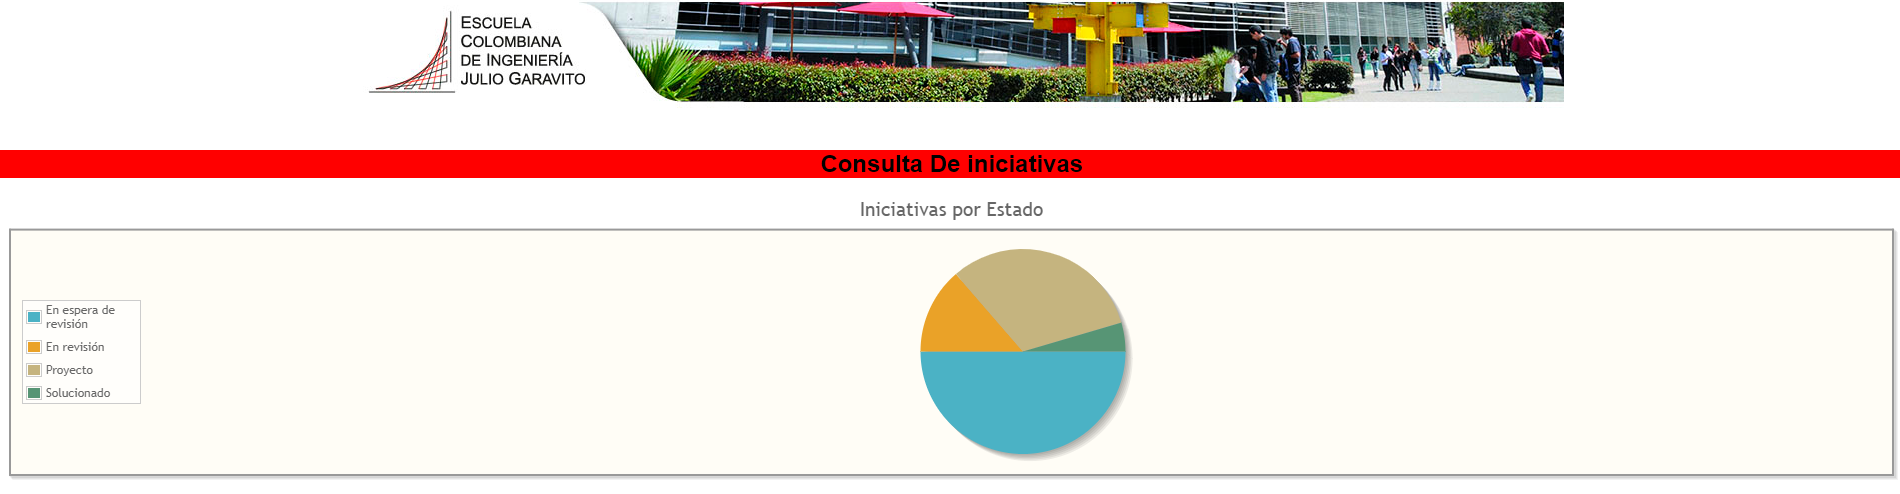 ESCUELA
COLOMBIANA
DE INGENIERÍA
JULIO GARAVITO
Consulta De iniciativas
Iniciativas por Estado
En espera de
revisión
En revisión
Proyecto
Solucionado